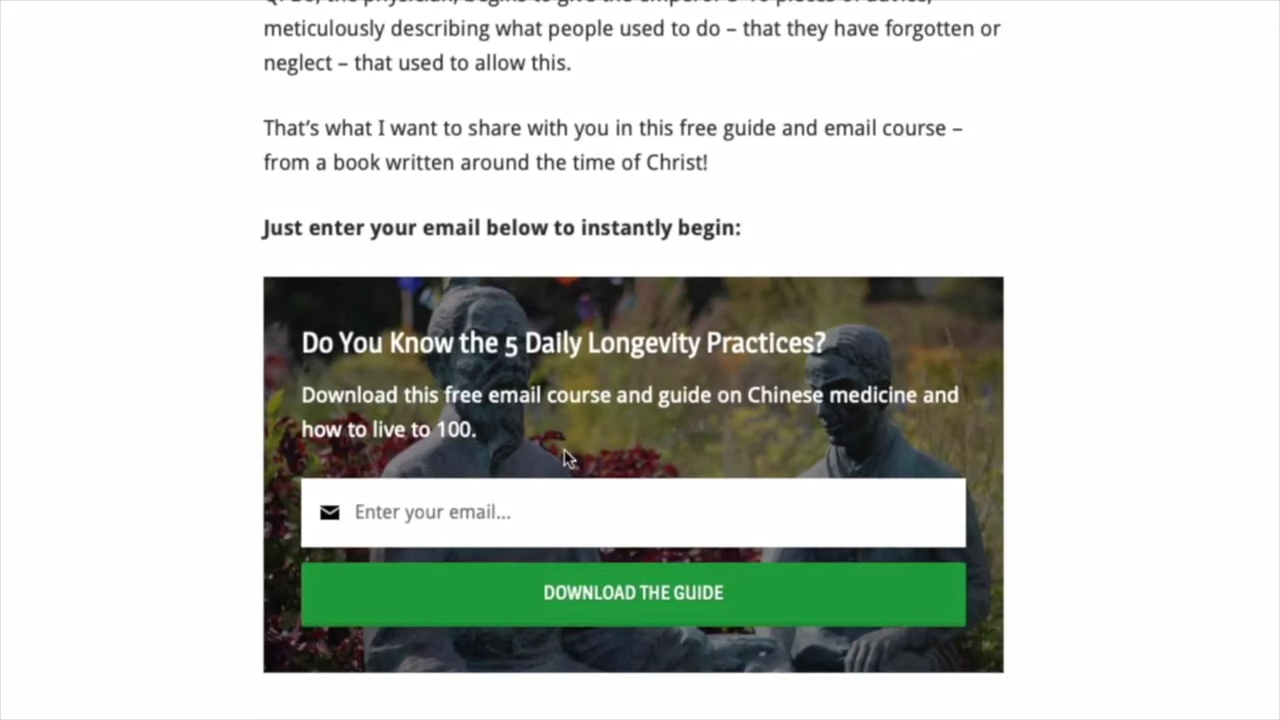 meticulously describing what people used to do – that they have forgotten or
neglect – that used to allow this.
That’s what I want to share with you in this free guide and email course –
from a book written around the time of Christ!
Just enter your email below to instantly begin:
Do You Know the 5 Daily Longevity Practices?
Download this free email course and guide on Chinese medicine and
how to live to 100.
Enter your email...
DOWNLOAD THE GUIDE